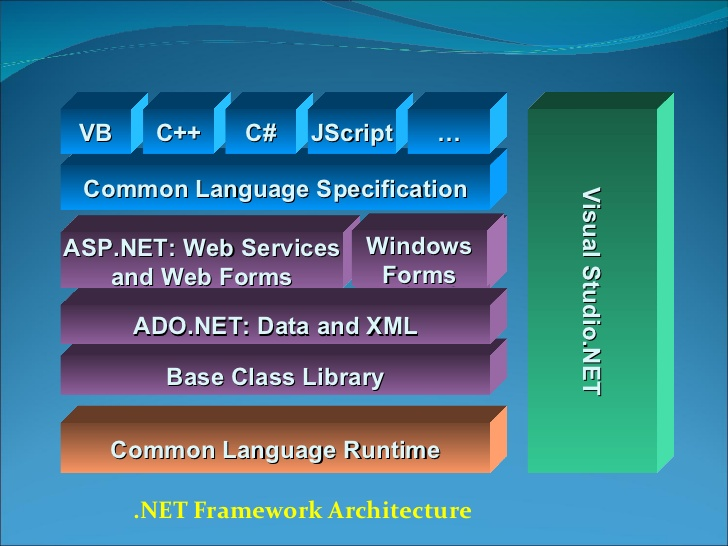 VB
C++
C#
JScript
…
Common Language Specification
ASP.NET: Web Services
and Web Forms
Windows
Forms
ADO.NET: Data and XML
Base Class Library
Common Language Runtime
Visual Studio.NET
.NET Framework Architecture